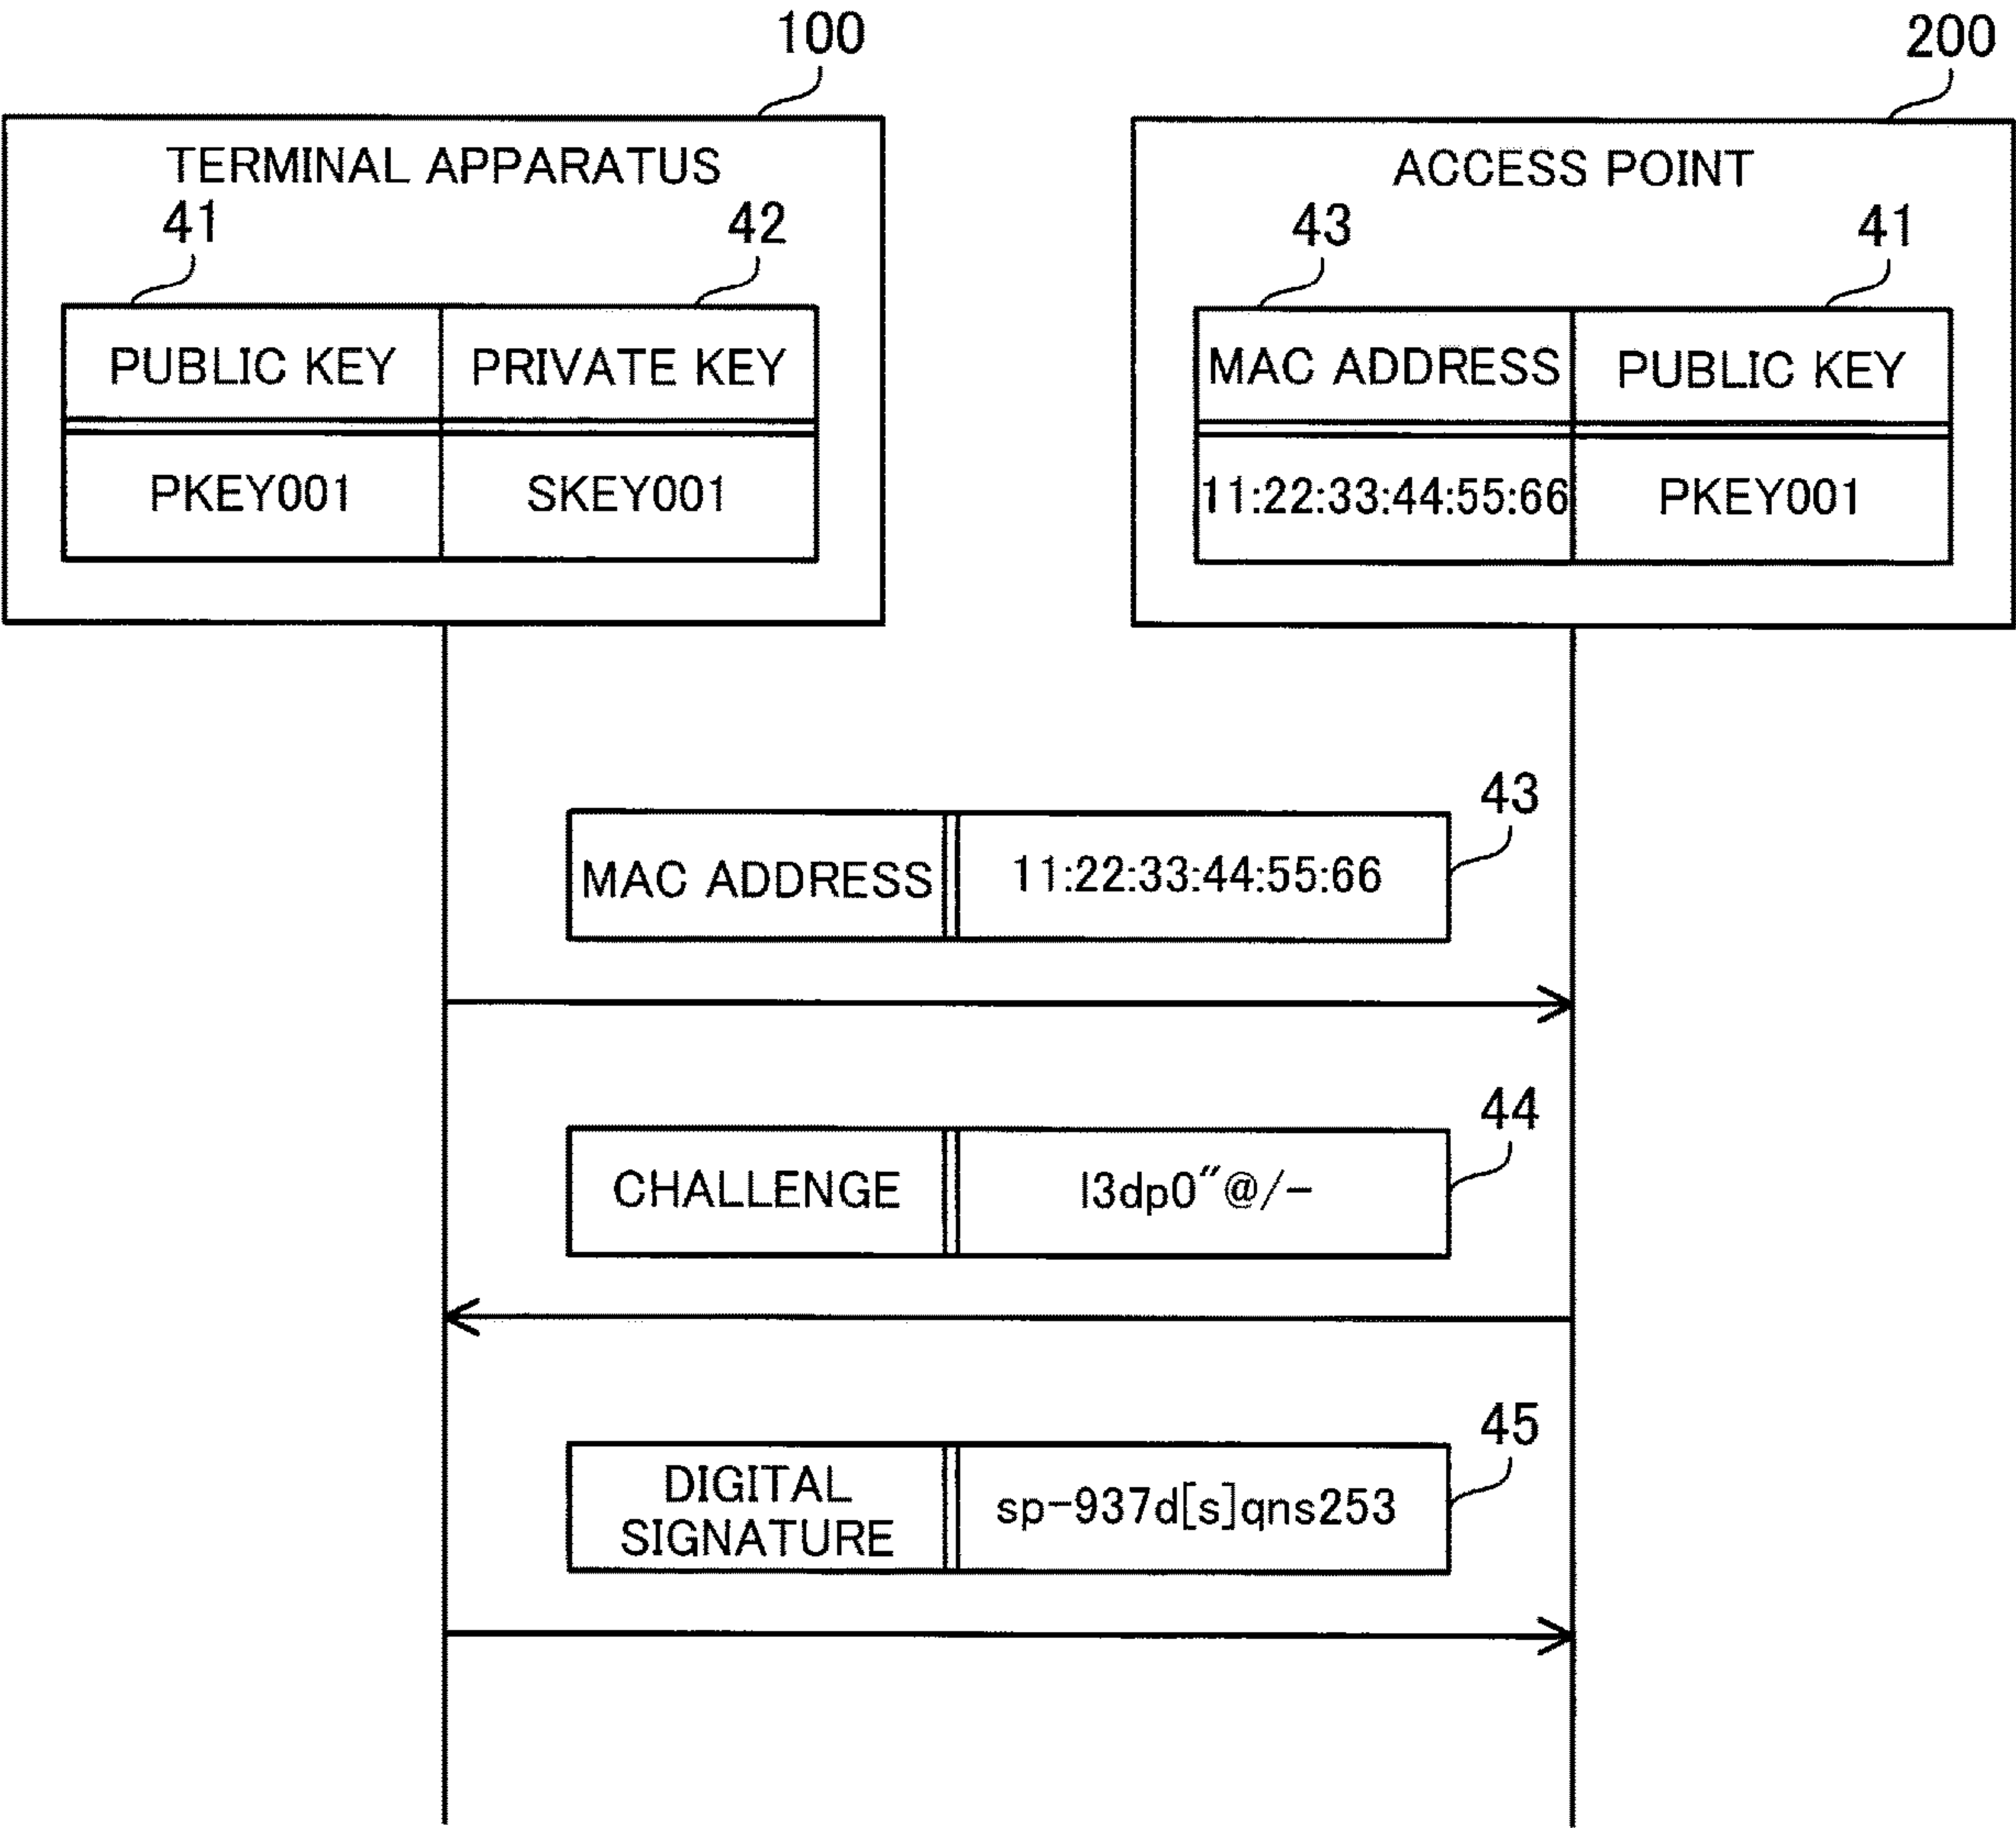 100
200
TERMINAL APPARATUS
ACCESS POINT
41
42
43
41
PUBLIC KEY
PRIVATE KEY
MAC ADDRESS
PUBLIC KEY
PKEY001
SKEY001
11:22:33:44:55:66
PKEY001
43
MAC ADDRESS
11:22:33:44:55:66
44
CHALLENGE
l3dp0"@/-
45
DIGITAL
SIGNATURE
sp-937d[s]qns253